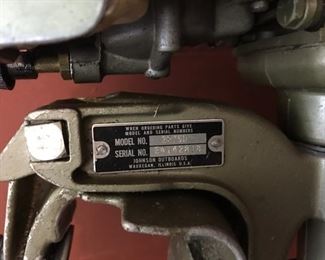 WHEN ORDERING PARTS GIVE
MODEL AND SERIAL NUMBERS
MODEL NO.
SERIAL NO.
JOHNSON OUTBOARDS
WAUKEGAN, ILLINOIS U.S.A.